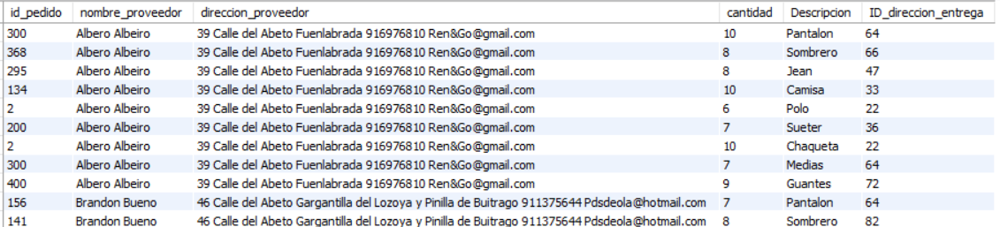 id_pedido nombre_proveedor direccion_proveedor cantidad Descripcion ID_direccion_entrega
300 Albero Albeiro 39 Calle del Abeto Fuenlabrada 916976810 Ren&Go@gmail.com 10 Pantalon 64
368 Albero Albeiro 39 Calle del Abeto Fuenlabrada 916976810 Ren&Go@gmail.com 8 Sombrero 66
295 Albero Albeiro 39 Calle del Abeto Fuenlabrada 916976810 Ren&Go@gmail.com 8 Jean 47
134 Albero Albeiro 39 Calle del Abeto Fuenlabrada 916976810 Ren&Go@gmail.com 10 Camisa 33
2 Albero Albeiro 39 Calle del Abeto Fuenlabrada 916976810 Ren&Go@gmail.com 6 Polo 22
200 Albero Albeiro 39 Calle del Abeto Fuenlabrada 916976810 Ren&Go@gmail.com 7 Sueter 36
2 Albero Albeiro 39 Calle del Abeto Fuenlabrada 916976810 Ren&Go@gmail.com 10 Chaqueta 22
300 Albero Albeiro 39 Calle del Abeto Fuenlabrada 916976810 Ren&Go@gmail.com 7 Medias 64
400 Albero Albeiro 39 Calle del Abeto Fuenlabrada 916976810 Ren&Go@gmail.com 9 Guantes 72
156 Brandon Bueno 46 Calle del Abeto Gargantilla del Lozoya y Pinilla de Buitrago 911375644 Pdsdeola@hotmail.com 7 Pantalon 64
141 Brandon Bueno 46 Calle del Abeto Gargantilla del Lozoya y Pinilla de Buitrago 911375644 Pdsdeola@hotmail.com 8 Sombrero 82